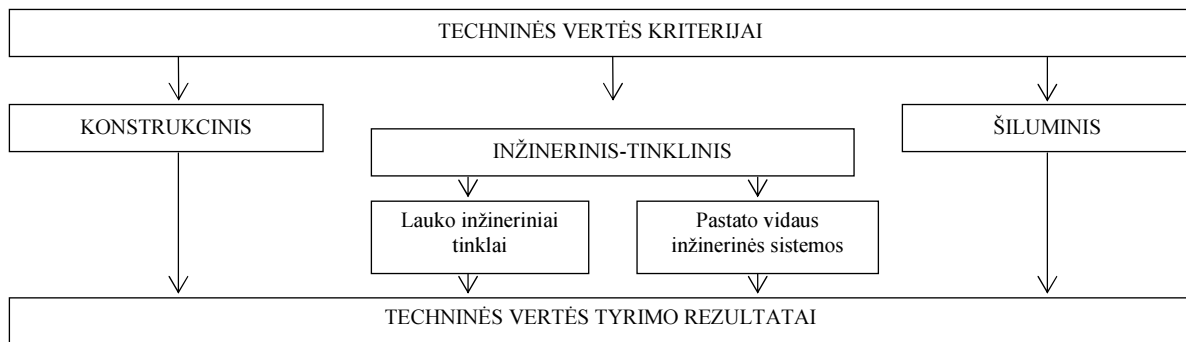 TECHNINĖS VERTĖS KRITERIJAI
KONSTRUKCINIS
ŠILUMINIS
INŽINERINIS-TINKLINIS
Lauko inžineriniai
tinklai
Pastato vidaus
inžinerinės sistemos
TECHNINĖS VERTĖS TYRIMO REZULTATAI